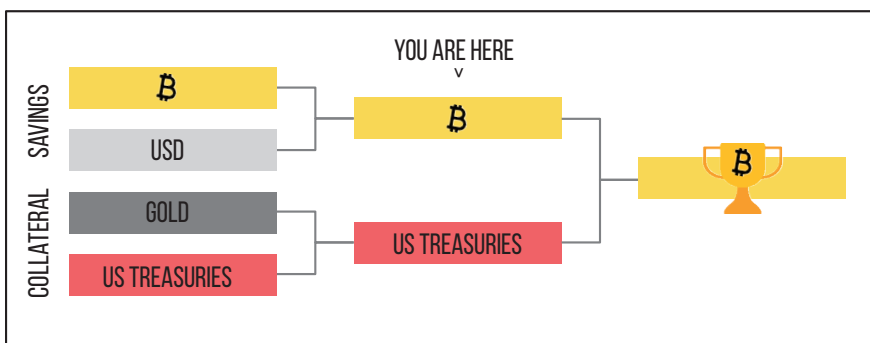 YOU ARE HERE
SAVINGS
₿
USD
COLLATERAL
GOLD
US TREASURIES
₿
US TREASURIES
₿